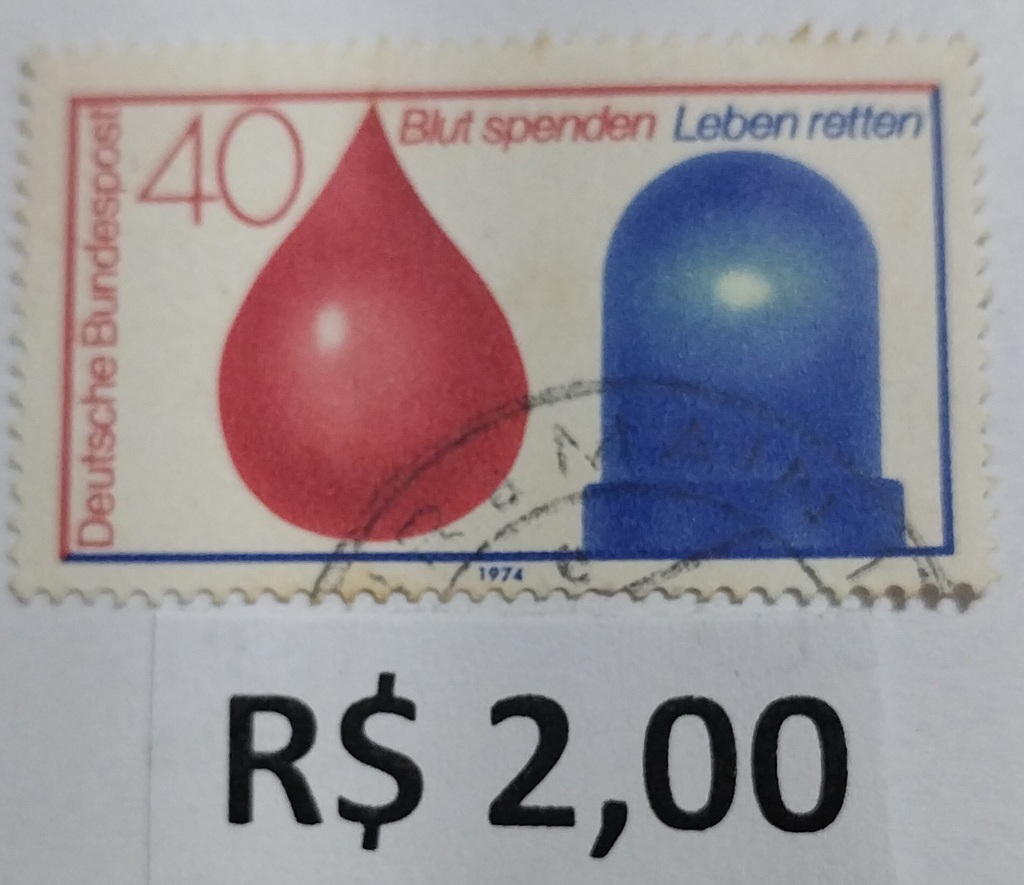 Deutsche Bundespost
40
Blut spenden Leben retten
1974
R$ 2,00